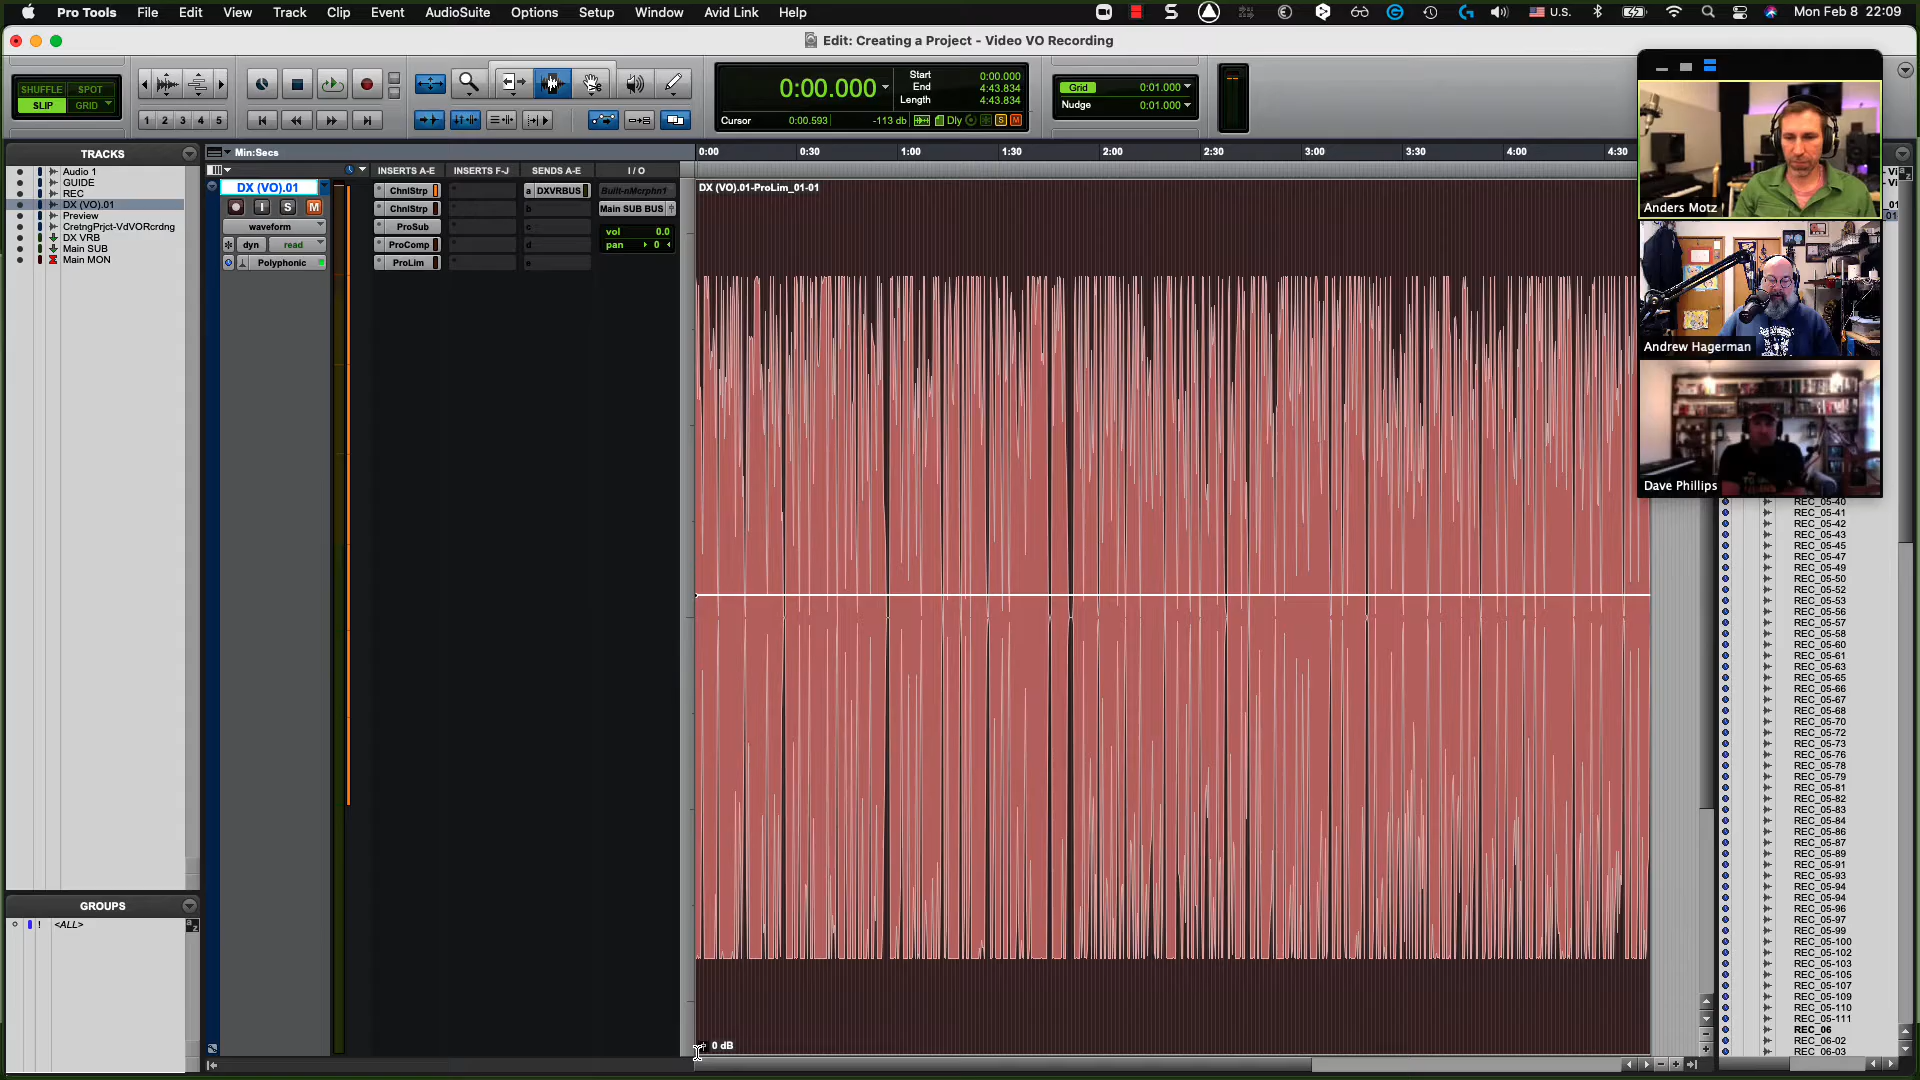 Pro Tools File Edit View Track Clip Event AudioSuite Options Setup Window Avid Link Help
U.S. Mon Feb 8 22:09
Edit: Creating a Project - Video VO Recording
SHUFFLE SPOT
SLIP GRID
1 2 3 4 5
0:00.000
Start 0:00.000
End 4:43.834
Length 4:43.834
Cursor 0:00.593 -113 db Dly S M
Grid 0:01.000
Nudge 0:01.000
TRACKS
Audio 1
GUIDE
REC
DX (VO).01
Preview
CretngPrjct-VdVORcrdng
DX VRB
Main SUB
Main MON
GROUPS
! <ALL>
Min:Secs
0:00 0:30 1:00 1:30 2:00 2:30 3:00 3:30 4:00 4:30
INSERTS A-E INSERTS F-J SENDS A-E I / O
DX (VO).01
I S M
waveform
dyn read
Polyphonic
ChnlStrp
ChnlStrp
ProSub
ProComp
ProLim
a DXVRBUS
b
c
d
e
Built-nMcrphn1
Main SUB BUS
vol 0.0
pan 0
DX (VO).01-ProLim_01-01
0 dB
Anders Motz
Andrew Hagerman
Dave Phillips
REC_05-40
REC_05-41
REC_05-42
REC_05-43
REC_05-45
REC_05-47
REC_05-49
REC_05-50
REC_05-52
REC_05-53
REC_05-56
REC_05-57
REC_05-58
REC_05-60
REC_05-61
REC_05-63
REC_05-65
REC_05-66
REC_05-67
REC_05-68
REC_05-70
REC_05-72
REC_05-73
REC_05-76
REC_05-78
REC_05-79
REC_05-81
REC_05-82
REC_05-83
REC_05-84
REC_05-86
REC_05-87
REC_05-89
REC_05-91
REC_05-93
REC_05-94
REC_05-94
REC_05-96
REC_05-97
REC_05-99
REC_05-100
REC_05-102
REC_05-103
REC_05-105
REC_05-107
REC_05-109
REC_05-110
REC_05-111
REC_06
REC_06-02
REC_06-03